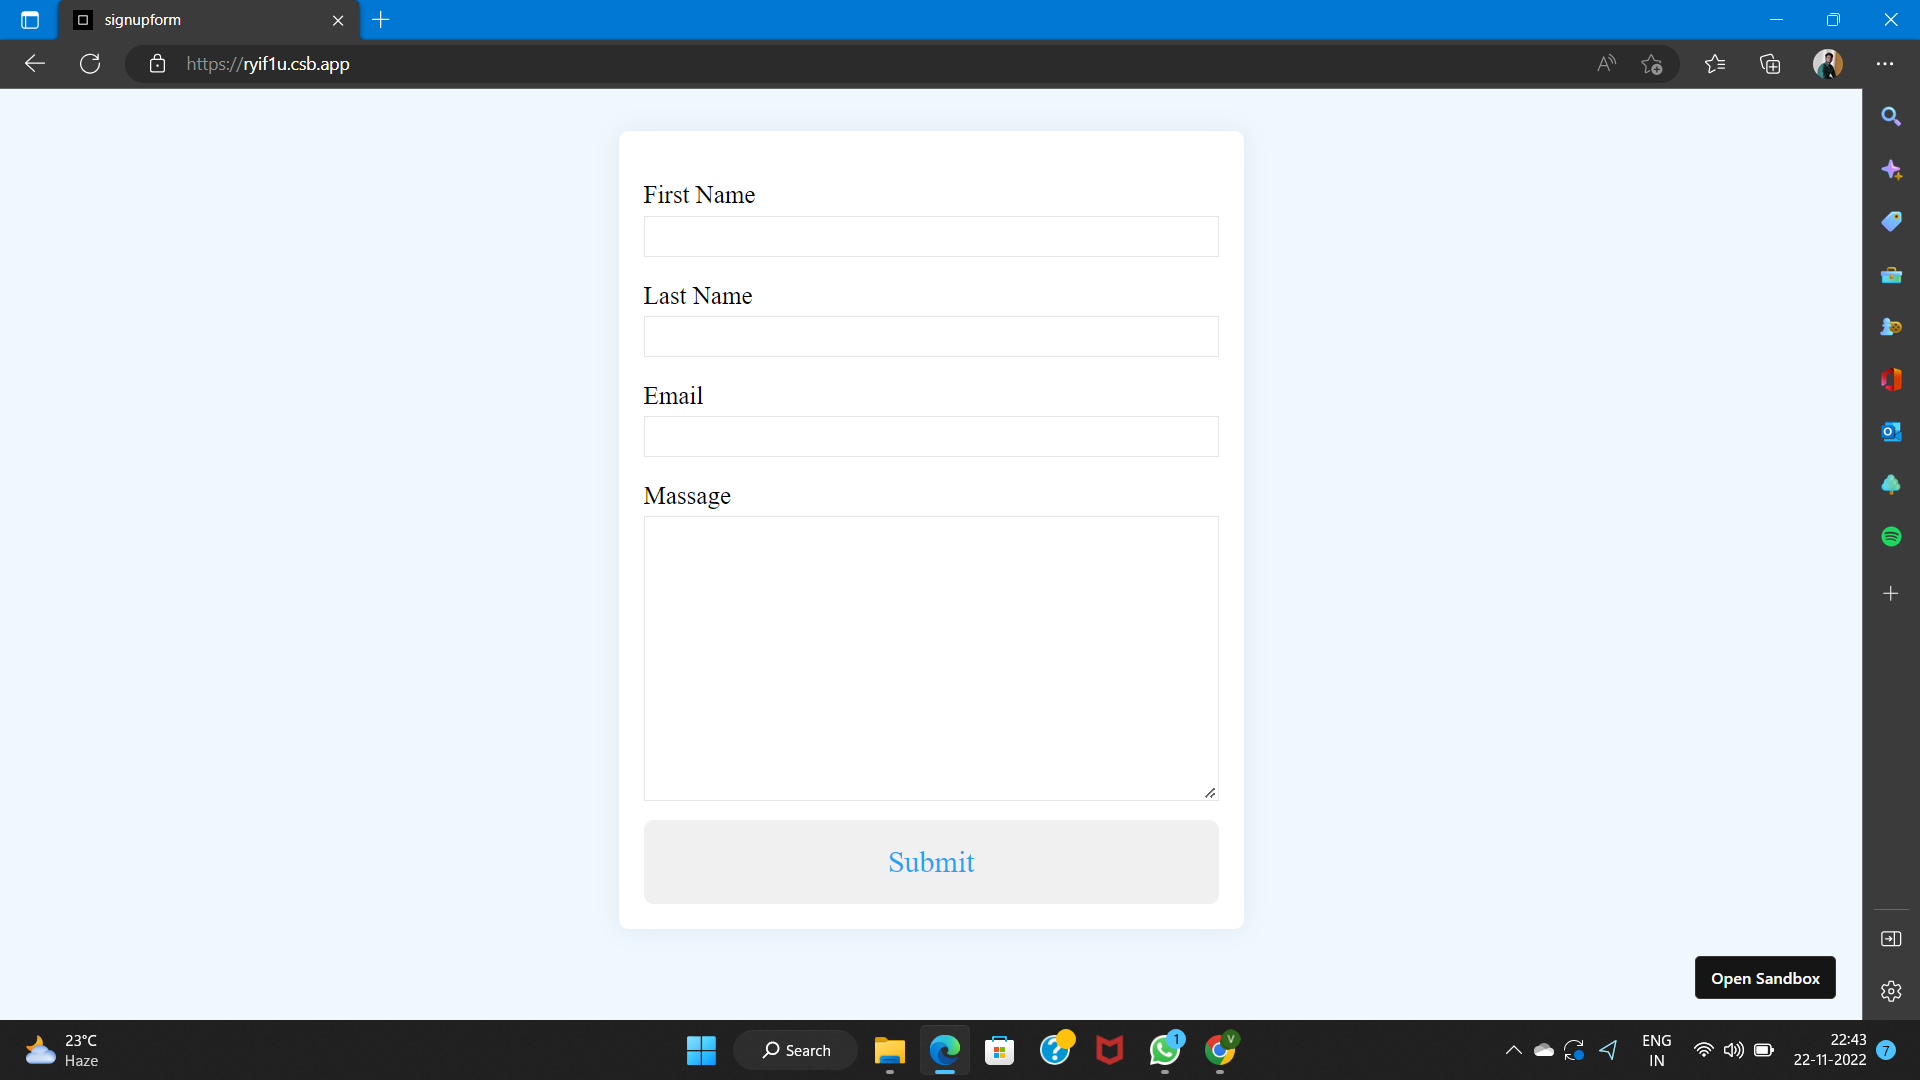 signupform
https://ryif1u.csb.app
First Name
Last Name
Email
Massage
Submit
Open Sandbox
23°C
Haze
Search
1
V
ENG
IN
22:43
22-11-2022
7